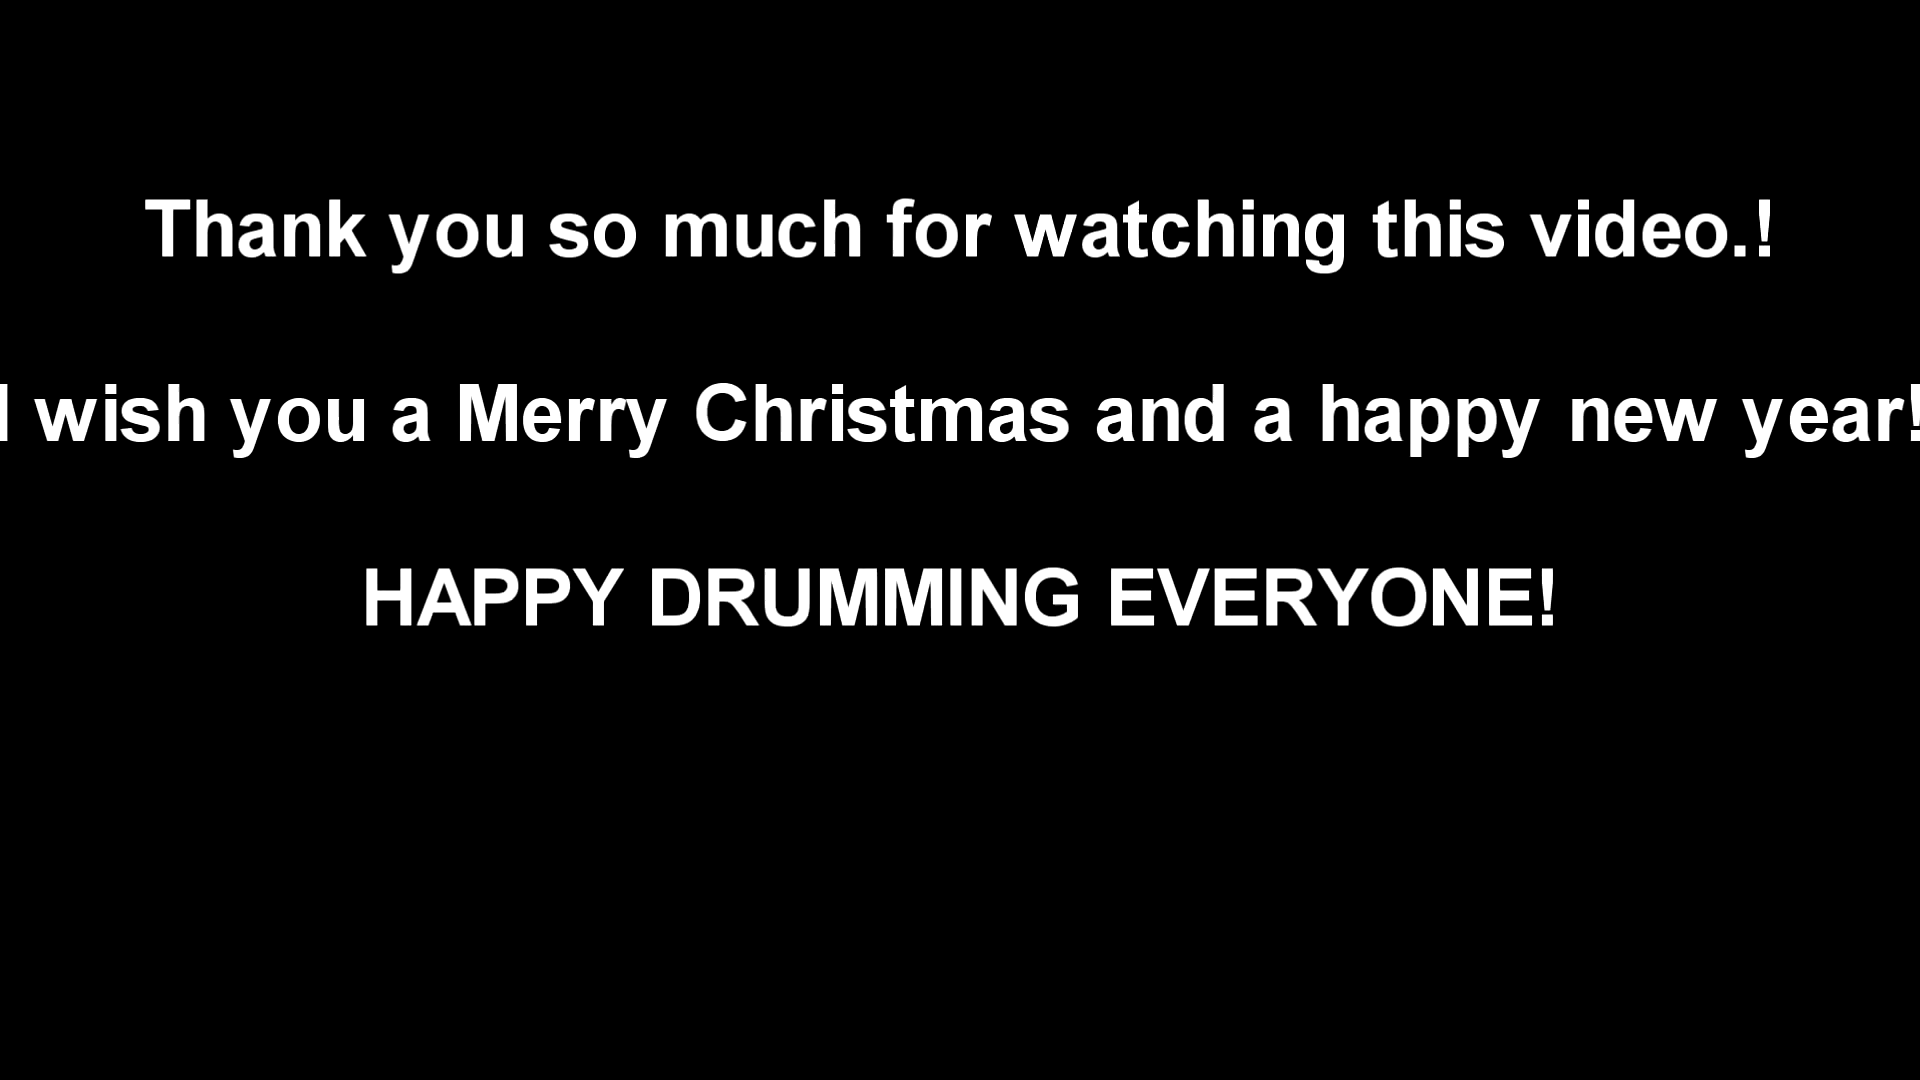 Thank you so much for watching this video.!
I wish you a Merry Christmas and a happy new year!
HAPPY DRUMMING EVERYONE!